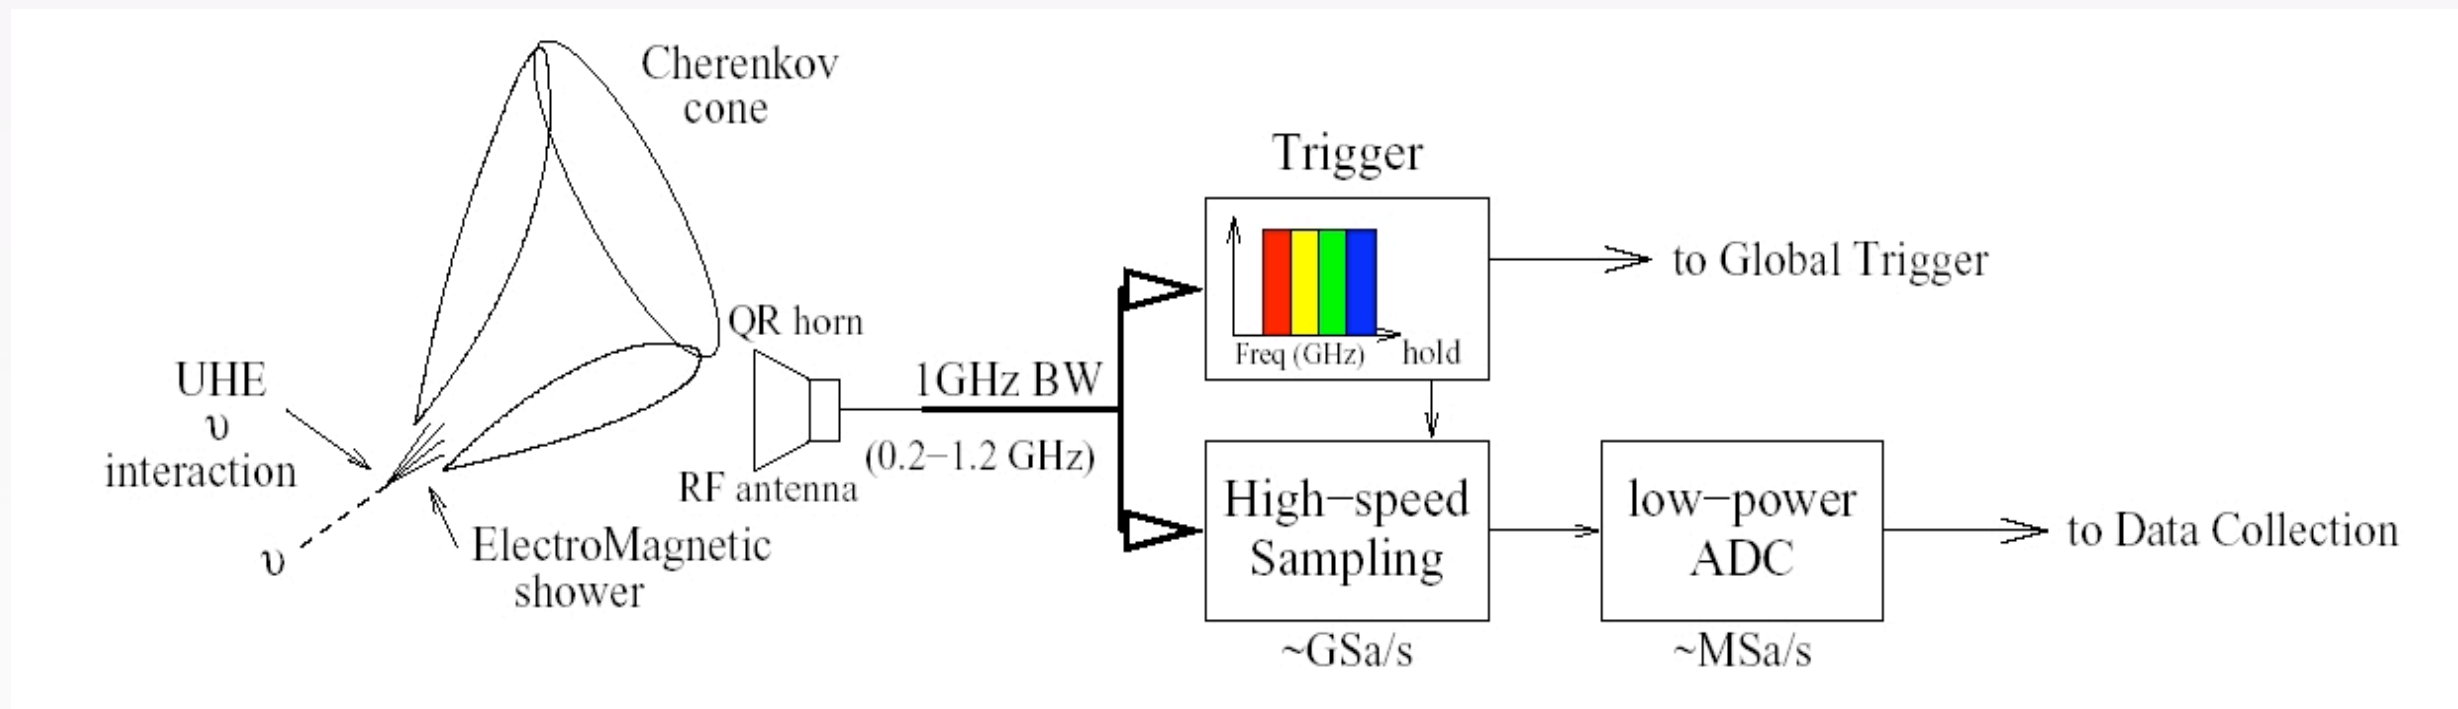 Cherenkov
cone
UHE
υ
interaction
υ
ElectroMagnetic
shower
QR horn
RF antenna
1GHz BW
(0.2−1.2 GHz)
Trigger
Freq (GHz)
hold
to Global Trigger
High−speed
Sampling
~GSa/s
low−power
ADC
~MSa/s
to Data Collection